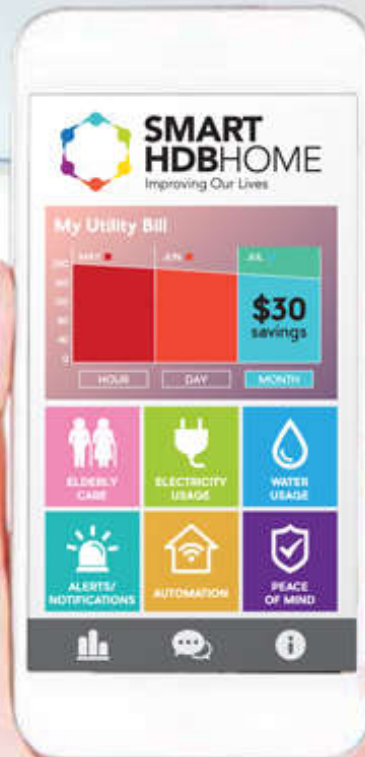 SMART
HDBHOME
Improving Our Lives
My Utility Bill
MAY JUN JUL
$30
savings
0
HOUR DAY MONTH
ELDERLY
CARE
ELECTRICITY
USAGE
WATER
USAGE
ALERTS/
NOTIFICATIONS
AUTOMATION
PEACE
OF MIND